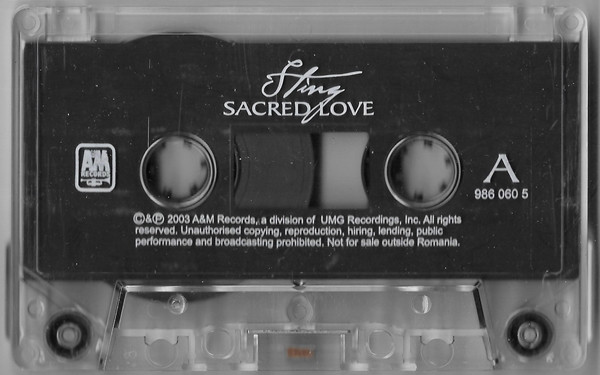 Sting
SACRED LOVE
A&M
RECORDS
A
986 060 5
©&℗ 2003 A&M Records, a division of UMG Recordings, Inc. All rights
reserved. Unauthorised copying, reproduction, hiring, lending, public
performance and broadcasting prohibited. Not for sale outside Romania.